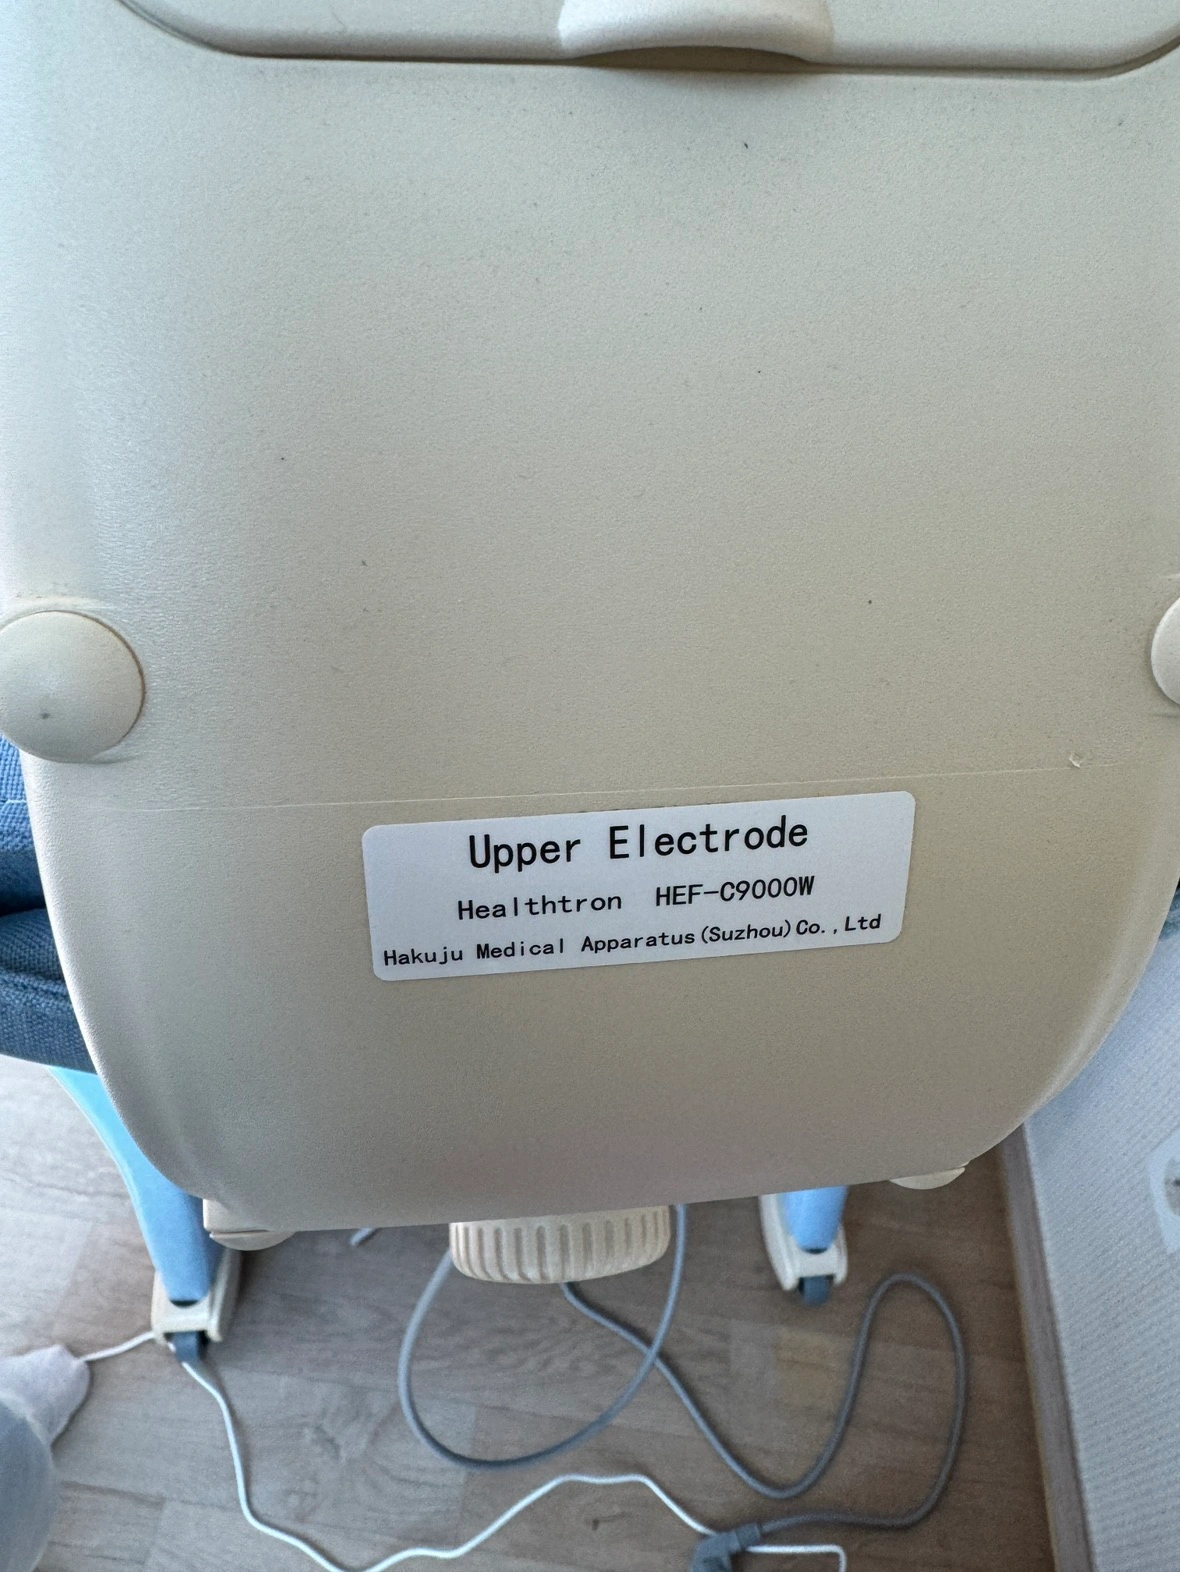 Upper Electrode
Healthtron HEF-C9000W
Hakuju Medical Apparatus(Suzhou)Co.,Ltd